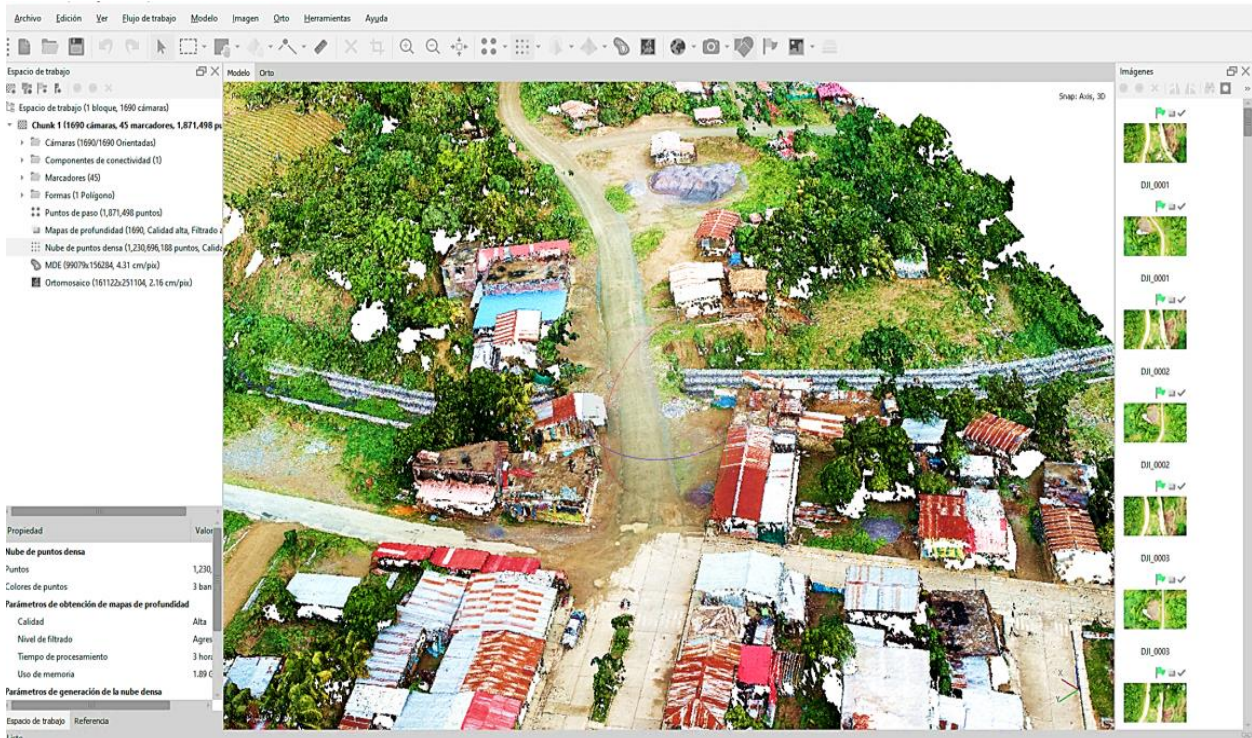 Archivo Edición Ver Flujo de trabajo Modelo Imagen Orto Herramientas Ayuda
Espacio de trabajo
Espacio de trabajo (1 bloque, 1690 cámaras)
Chunk 1 (1690 cámaras, 45 marcadores, 1,871,498
Cámaras (1690/1690 Orientadas)
Componentes de conectividad (1)
Marcadores (45)
Formas (1 Polígono)
Puntos de paso (1,871,498 puntos)
Mapas de profundidad (1690, Calidad alta, Filtrado
Nube de puntos densa (1,230,696,188 puntos,
MDE (99079x156284, 4.31 cm/pix)
Ortomosaico (161122x251104, 2.16 cm/pix)
Propiedad Valor
Nube de puntos densa
Puntos 1,230,
Colores de puntos 3 ban
Parámetros de obtención de mapas de profundidad
Calidad Alta
Nivel de filtrado Agres
Tiempo de procesamiento 3 hora
Uso de memoria 1.89 G
Parámetros de generación de la nube densa
Espacio de trabajo Referencia
Modelo Orto
Snap: Axis, 3D
Imágenes
DJI_0001
DJI_0001
DJI_0002
DJI_0002
DJI_0003
DJI_0003